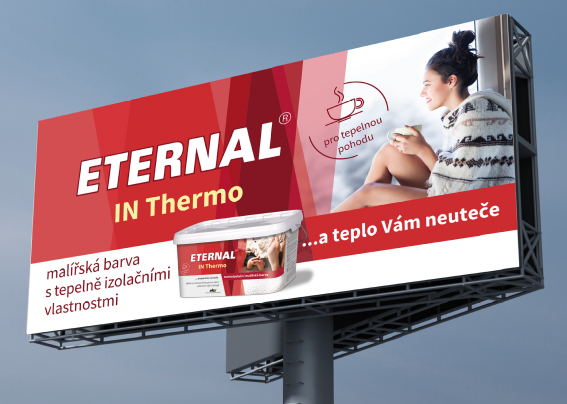 ETERNAL®
IN Thermo
pro tepelnou
pohodu
...a teplo Vám neuteče
malířská barva
s tepelně izolačními
vlastnostmi
ETERNAL
IN Thermo